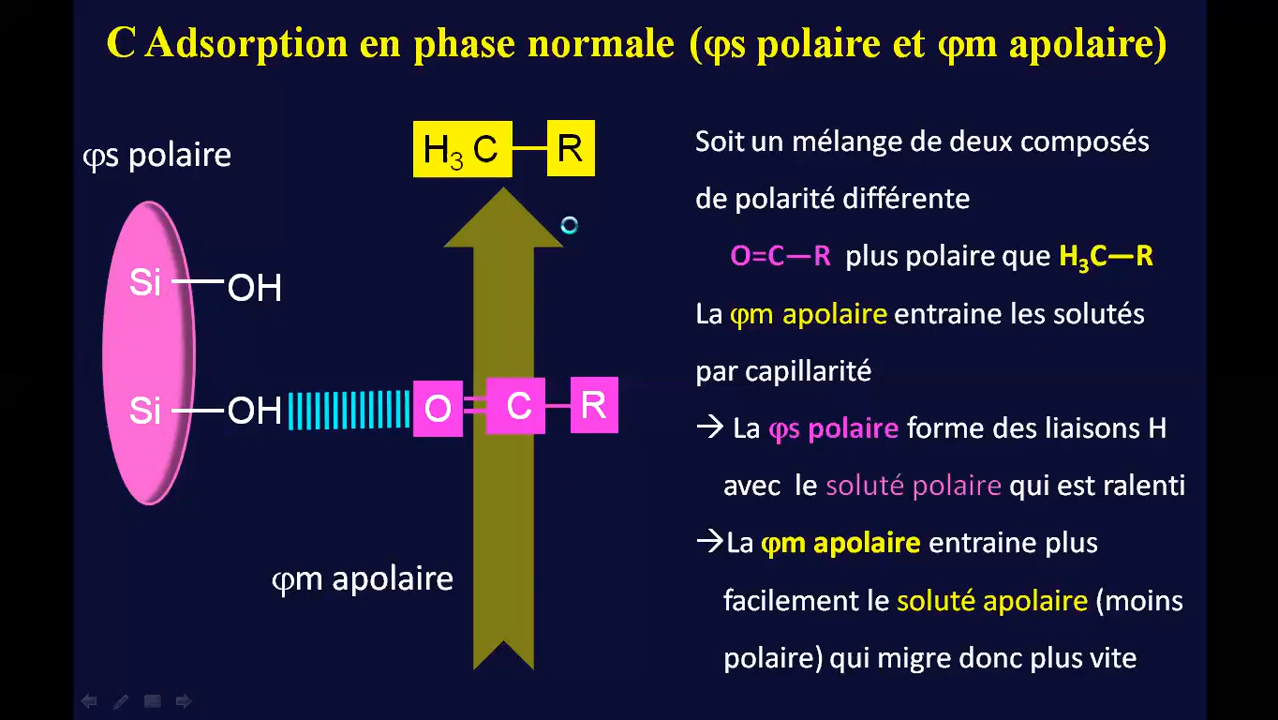 C Adsorption en phase normale (φs polaire et φm apolaire)
φs polaire
H₃ C R
Si OH
Si OH O C R
φm apolaire
Soit un mélange de deux composés
de polarité différente
O=C—R plus polaire que H₃C—R
La φm apolaire entraine les solutés
par capillarité
→ La φs polaire forme des liaisons H
avec le soluté polaire qui est ralenti
→La φm apolaire entraine plus
facilement le soluté apolaire (moins
polaire) qui migre donc plus vite